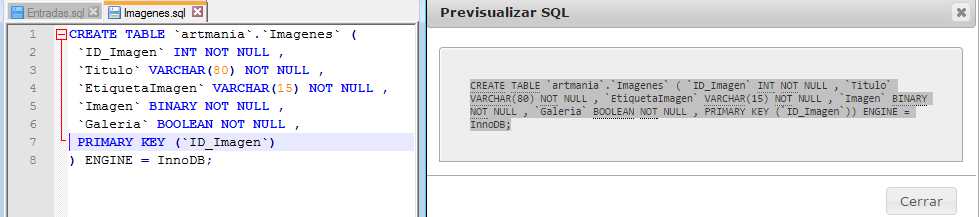 Entradas.sql
Imagenes.sql
1 CREATE TABLE `artmania`.`Imagenes` (
2 `ID_Imagen` INT NOT NULL ,
3 `Titulo` VARCHAR(80) NOT NULL ,
4 `EtiquetaImagen` VARCHAR(15) NOT NULL ,
5 `Imagen` BINARY NOT NULL ,
6 `Galeria` BOOLEAN NOT NULL ,
7 PRIMARY KEY (`ID_Imagen`)
8 ) ENGINE = InnoDB;
Previsualizar SQL
CREATE TABLE `artmania`.`Imagenes` ( `ID_Imagen` INT NOT NULL , `Titulo`
VARCHAR(80) NOT NULL , `EtiquetaImagen` VARCHAR(15) NOT NULL , `Imagen` BINARY
NOT NULL , `Galeria` BOOLEAN NOT NULL , PRIMARY KEY (`ID_Imagen`)) ENGINE =
InnoDB;
Cerrar